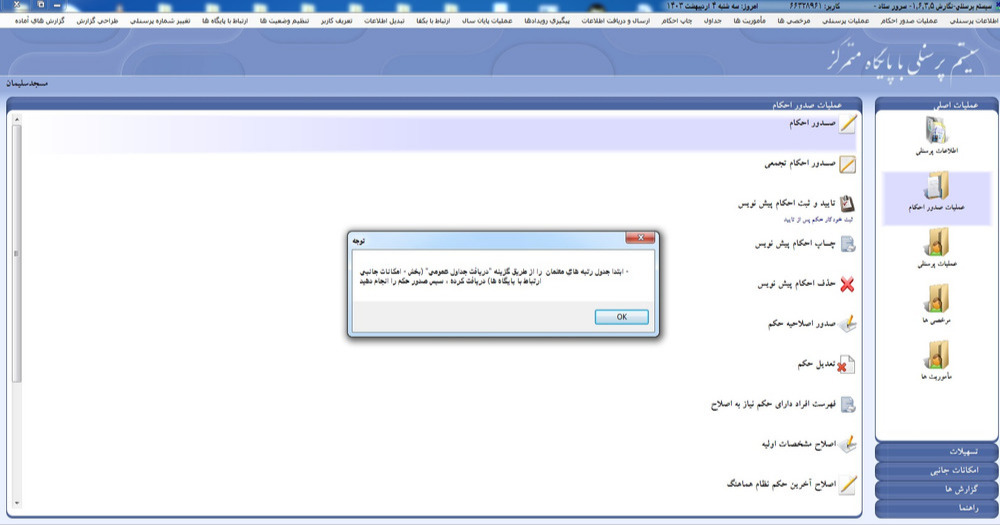 سیستم پرسنلی-نگارش ۱,۶,۳,۵ - سرور ستاد -
کاربر: ۶۶۳۲۸۹۶۱
امروز: سه شنبه ۴ اردیبهشت ۱۴۰۳
اطلاعات پرسنلی عملیات صدور احکام عملیات پرسنلی مرخصی ها مأموریت ها جداول چاپ احکام ارسال و دریافت اطلاعات پیگیری رویدادها عملیات پایان سال ارتباط با بکفا تبدیل اطلاعات تعریف کاربر تنظیم وضعیت ها ارتباط با پایگاه ها تغییر شماره پرسنلی طراحی گزارش گزارش های آماده
سیستم پرسنلی با پایگاه متمرکز
مسجدسلیمان
عملیات اصلی
اطلاعات پرسنلی
عملیات صدور احکام
عملیات پرسنلی
مرخصی ها
مأموریت ها
تسهیلات
امکانات جانبی
گزارش ها
راهنما
عملیات صدور احکام
صدور احکام
صدور احکام تجمعی
تایید و ثبت احکام پیش نویس
ثبت خودکار حکم پس از تایید
چاپ احکام پیش نویس
حذف احکام پیش نویس
صدور اصلاحیه حکم
تعدیل حکم
فهرست افراد دارای حکم نیاز به اصلاح
اصلاح مشخصات اولیه
اصلاح آخرین حکم نظام هماهنگ
توجه
- ابتدا جدول رتبه های معلمان را از طریق گزینه "دریافت جداول عمومی" (بخش - امکانات جانبی
ارتباط با پایگاه ها) دریافت کرده ، سپس صدور حکم را انجام دهید
OK